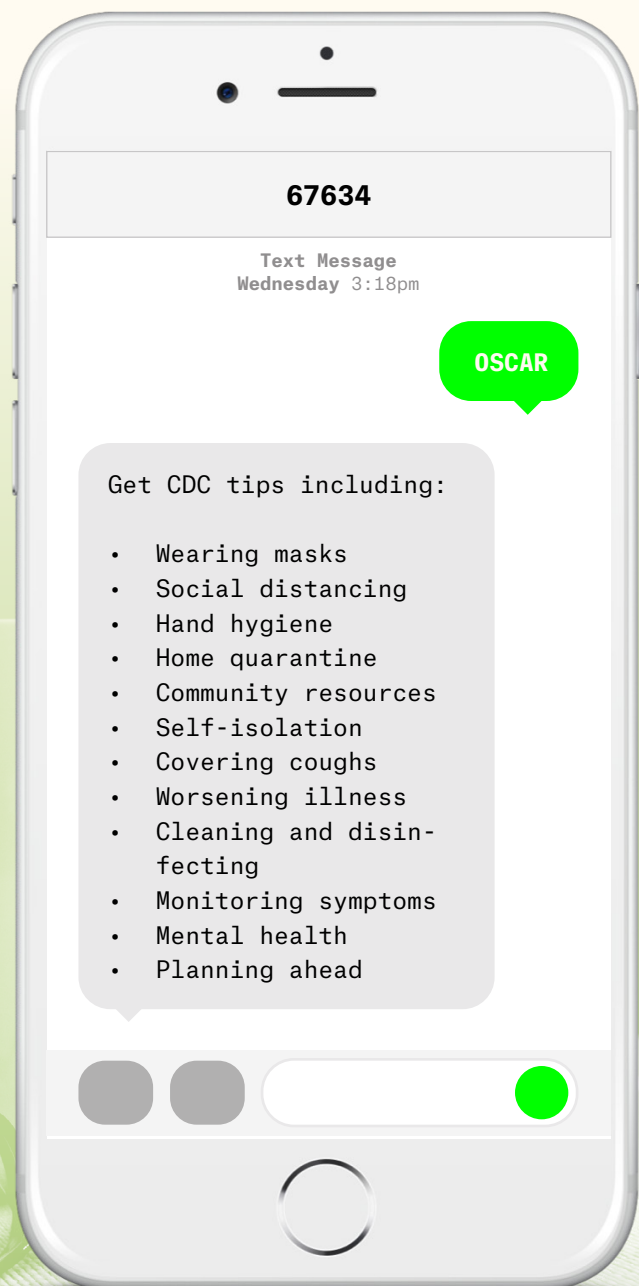 67634
Text Message
Wednesday 3:18pm
OSCAR
Get CDC tips including:
• Wearing masks
• Social distancing
• Hand hygiene
• Home quarantine
• Community resources
• Self-isolation
• Covering coughs
• Worsening illness
• Cleaning and disin-
fecting
• Monitoring symptoms
• Mental health
• Planning ahead